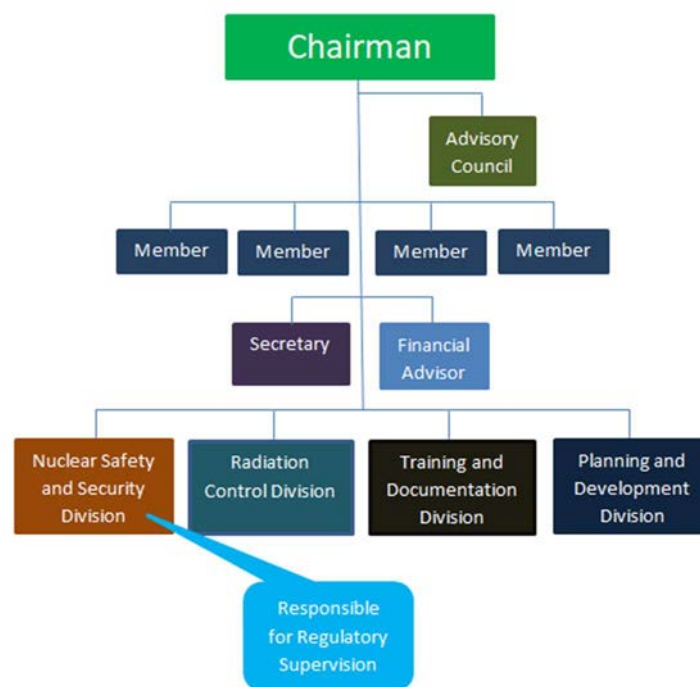 Chairman
Advisory
Council
Member
Member
Member
Member
Secretary
Financial
Advisor
Nuclear Safety
and Security
Division
Radiation
Control Division
Training and
Documentation
Division
Planning and
Development
Division
Responsible
for Regulatory
Supervision